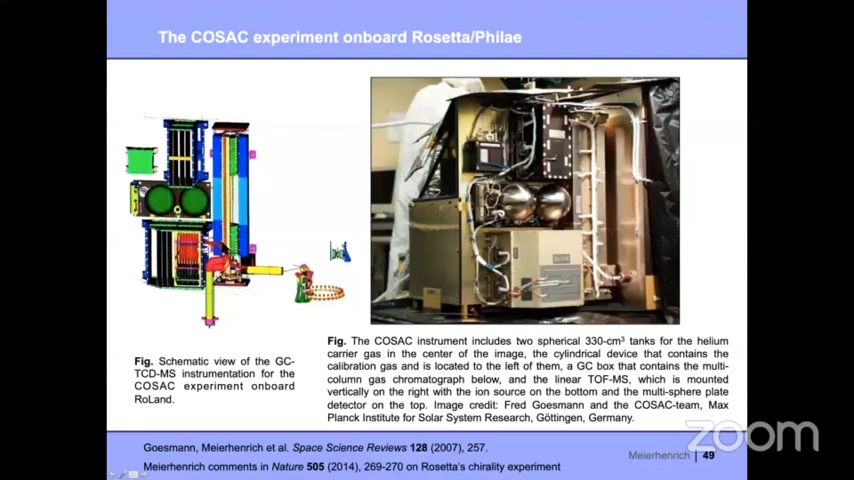 The COSAC experiment onboard Rosetta/Philae
Fig. Schematic view of the GC-
TCD-MS instrumentation for the
COSAC experiment onboard
RoLand.
Fig. The COSAC instrument includes two spherical 330-cm³ tanks for the helium
carrier gas in the center of the image, the cylindrical device that contains the
calibration gas and is located to the left of them, a GC box that contains the multi-
column gas chromatograph below, and the linear TOF-MS, which is mounted
vertically on the right with the ion source on the bottom and the multi-sphere plate
detector on the top. Image credit: Fred Goesmann and the COSAC-team, Max
Planck Institute for Solar System Research, Göttingen, Germany.
Goesmann, Meierhenrich et al. Space Science Reviews 128 (2007), 257.
Meierhenrich comments in Nature 505 (2014), 269-270 on Rosetta's chirality experiment
Meierhenrich | 49
zoom